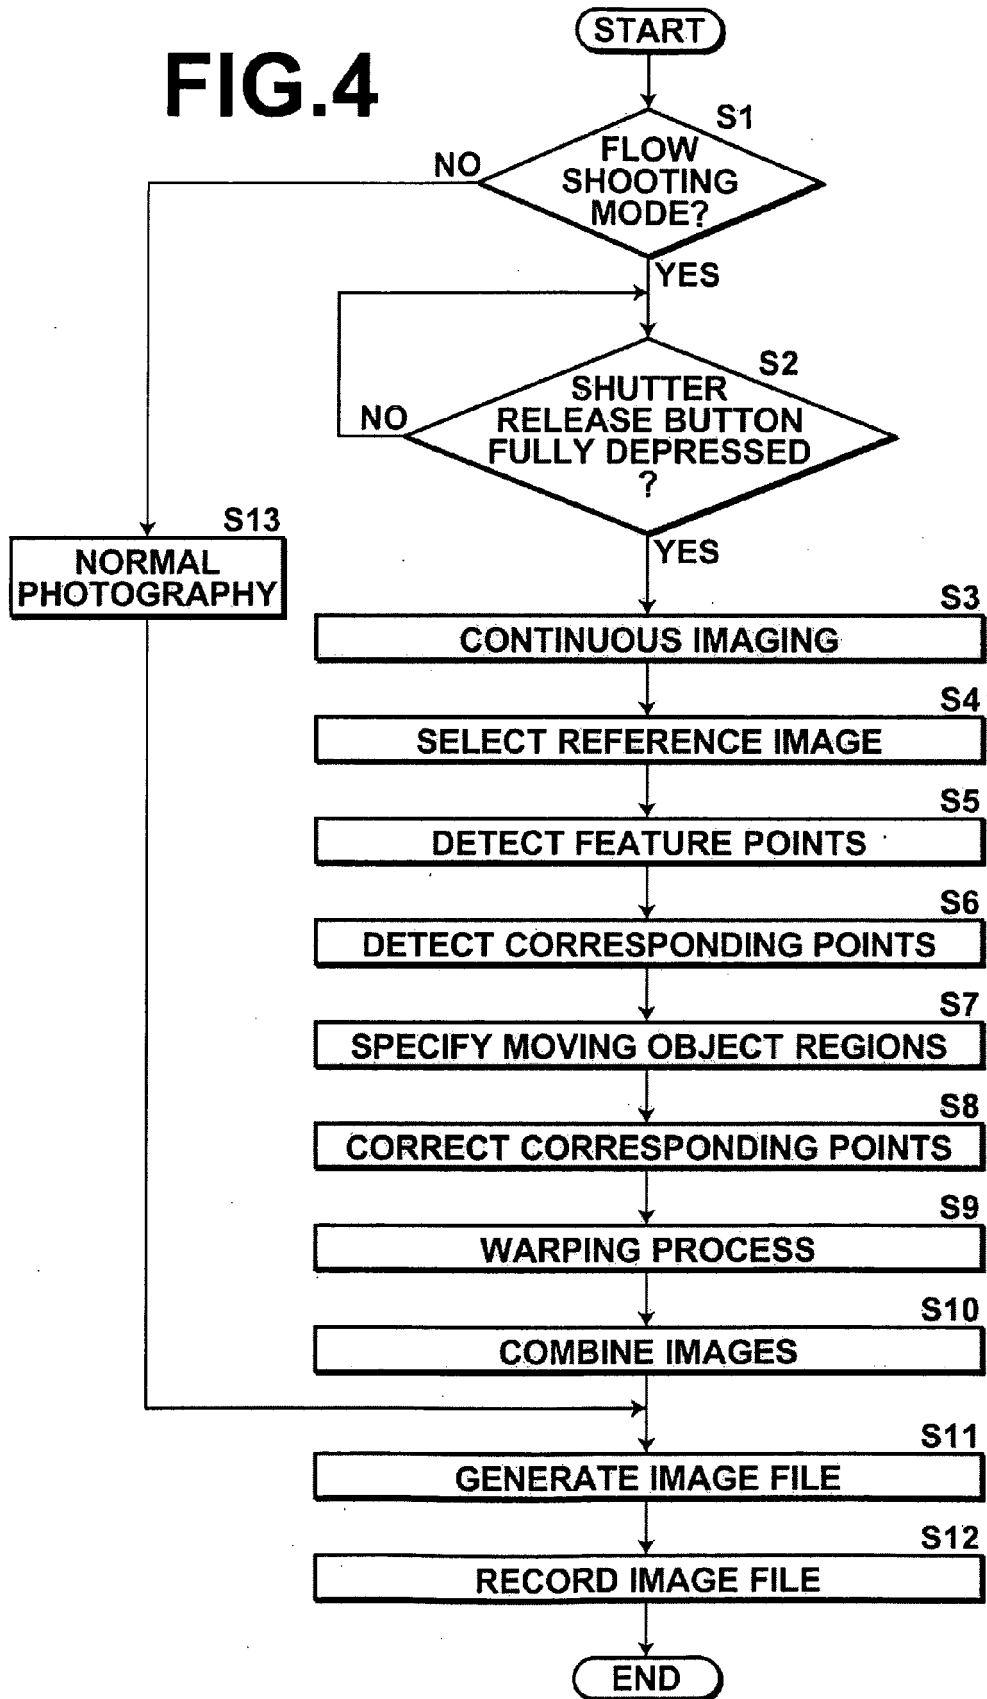 START
FIG.4
S1
FLOW
SHOOTING
MODE?
NO
YES
S2
SHUTTER
RELEASE BUTTON
FULLY DEPRESSED
?
NO
YES
S13
NORMAL
PHOTOGRAPHY
S3
CONTINUOUS IMAGING
S4
SELECT REFERENCE IMAGE
S5
DETECT FEATURE POINTS
S6
DETECT CORRESPONDING POINTS
S7
SPECIFY MOVING OBJECT REGIONS
S8
CORRECT CORRESPONDING POINTS
S9
WARPING PROCESS
S10
COMBINE IMAGES
S11
GENERATE IMAGE FILE
S12
RECORD IMAGE FILE
END